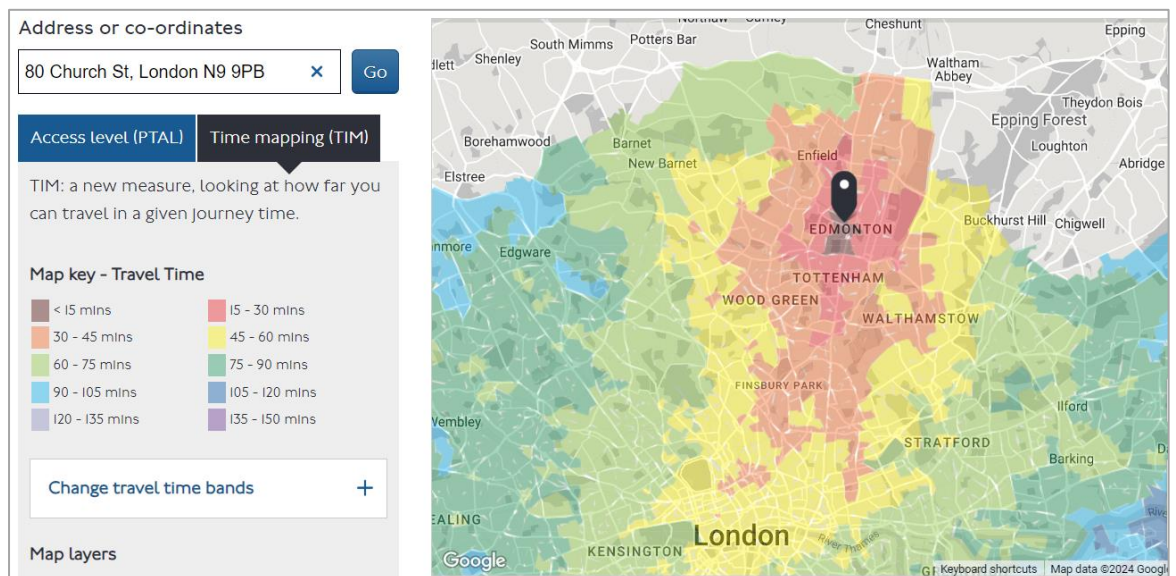 Address or co-ordinates
80 Church St, London N9 9PB
×
Go
Access level (PTAL)
Time mapping (TIM)
TIM: a new measure, looking at how far you
can travel in a given journey time.
Map key - Travel Time
< 15 mins
15 - 30 mins
30 - 45 mins
45 - 60 mins
60 - 75 mins
75 - 90 mins
90 - 105 mins
105 - 120 mins
120 - 135 mins
135 - 150 mins
Change travel time bands
+
Map layers
Cheshunt
Epping
Potters Bar
South Mimms
Shenley
Waltham
Abbey
Theydon Bois
Epping Forest
Loughton
Borehamwood
Barnet
Enfield
New Barnet
Abridge
Elstree
Buckhurst Hill
Chigwell
EDMONTON
Edgware
TOTTENHAM
WOOD GREEN
WALTHAMSTOW
FINSBURY PARK
Ilford
Wembley
STRATFORD
Barking
EALING
London
River Thames
KENSINGTON
Google
Keyboard shortcuts
Map data ©2024 Google